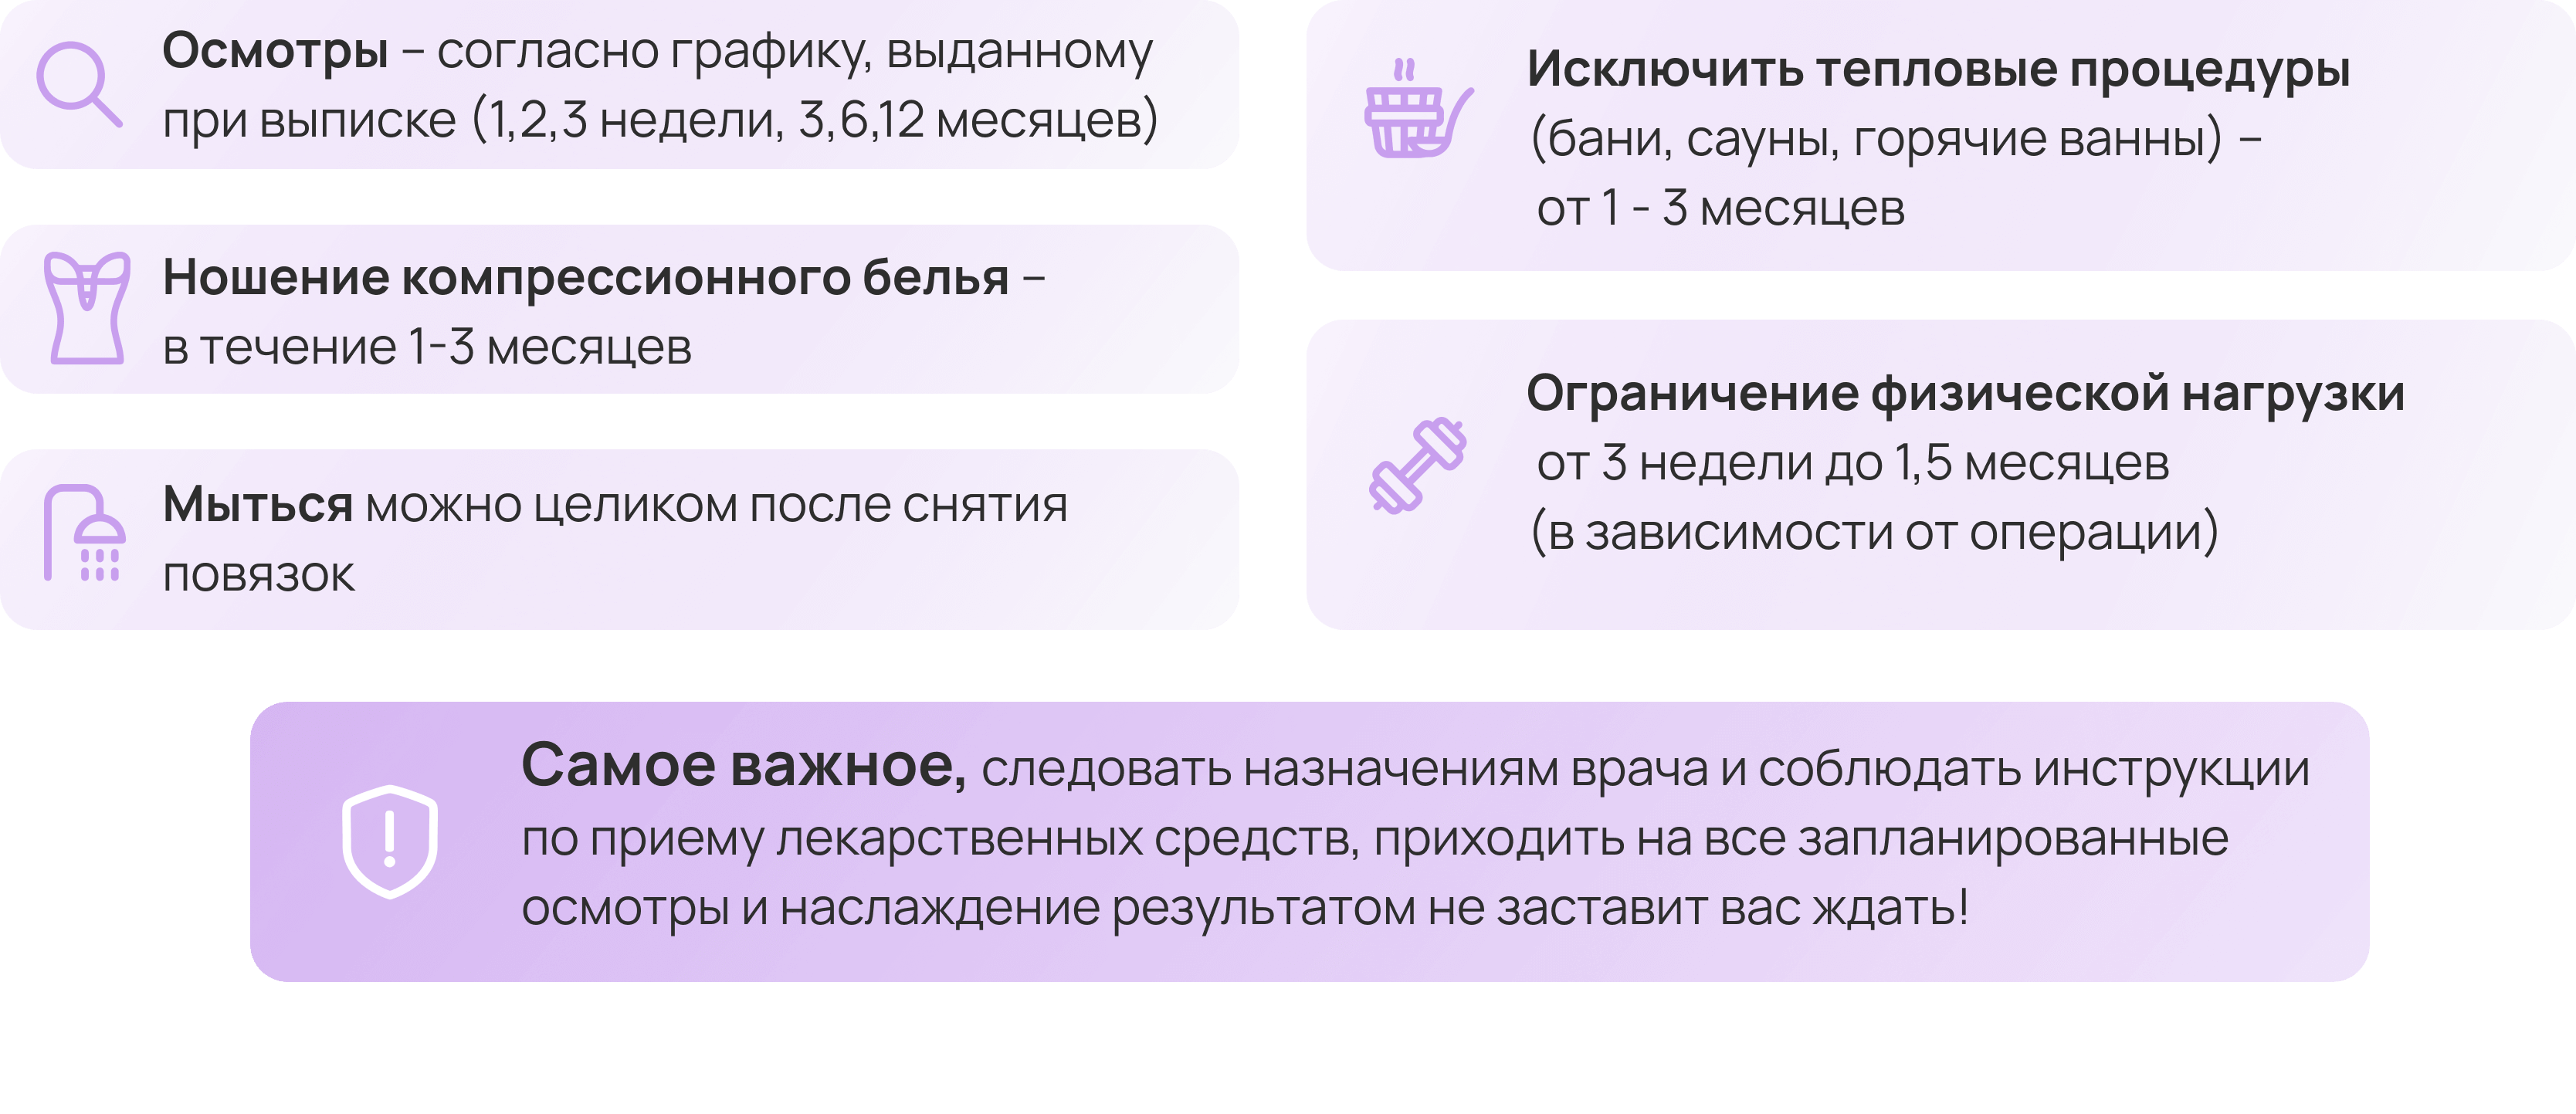 Осмотры – согласно графику, выданному
при выписке (1,2,3 недели, 3,6,12 месяцев)
Ношение компрессионного белья –
в течение 1-3 месяцев
Мыться можно целиком после снятия
повязок
Исключить тепловые процедуры
(бани, сауны, горячие ванны) –
от 1 - 3 месяцев
Ограничение физической нагрузки
от 3 недели до 1,5 месяцев
(в зависимости от операции)
Самое важное, следовать назначениям врача и соблюдать инструкции
по приему лекарственных средств, приходить на все запланированные
осмотры и наслаждение результатом не заставит вас ждать!